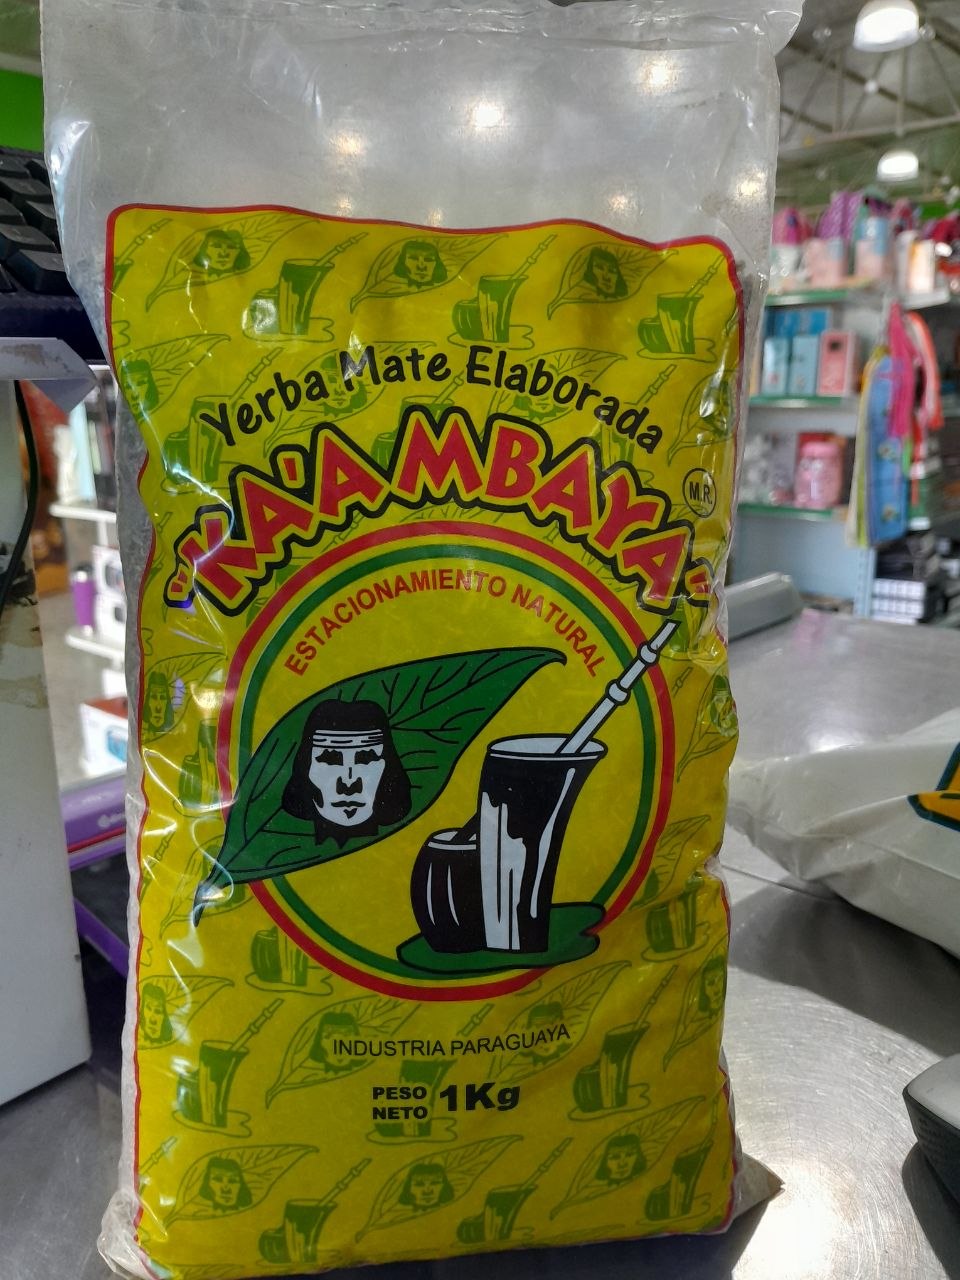 Yerba Mate Elaborada
"KA'AMBAYA"
M.R.
ESTACIONAMIENTO NATURAL
INDUSTRIA PARAGUAYA
PESO NETO 1Kg